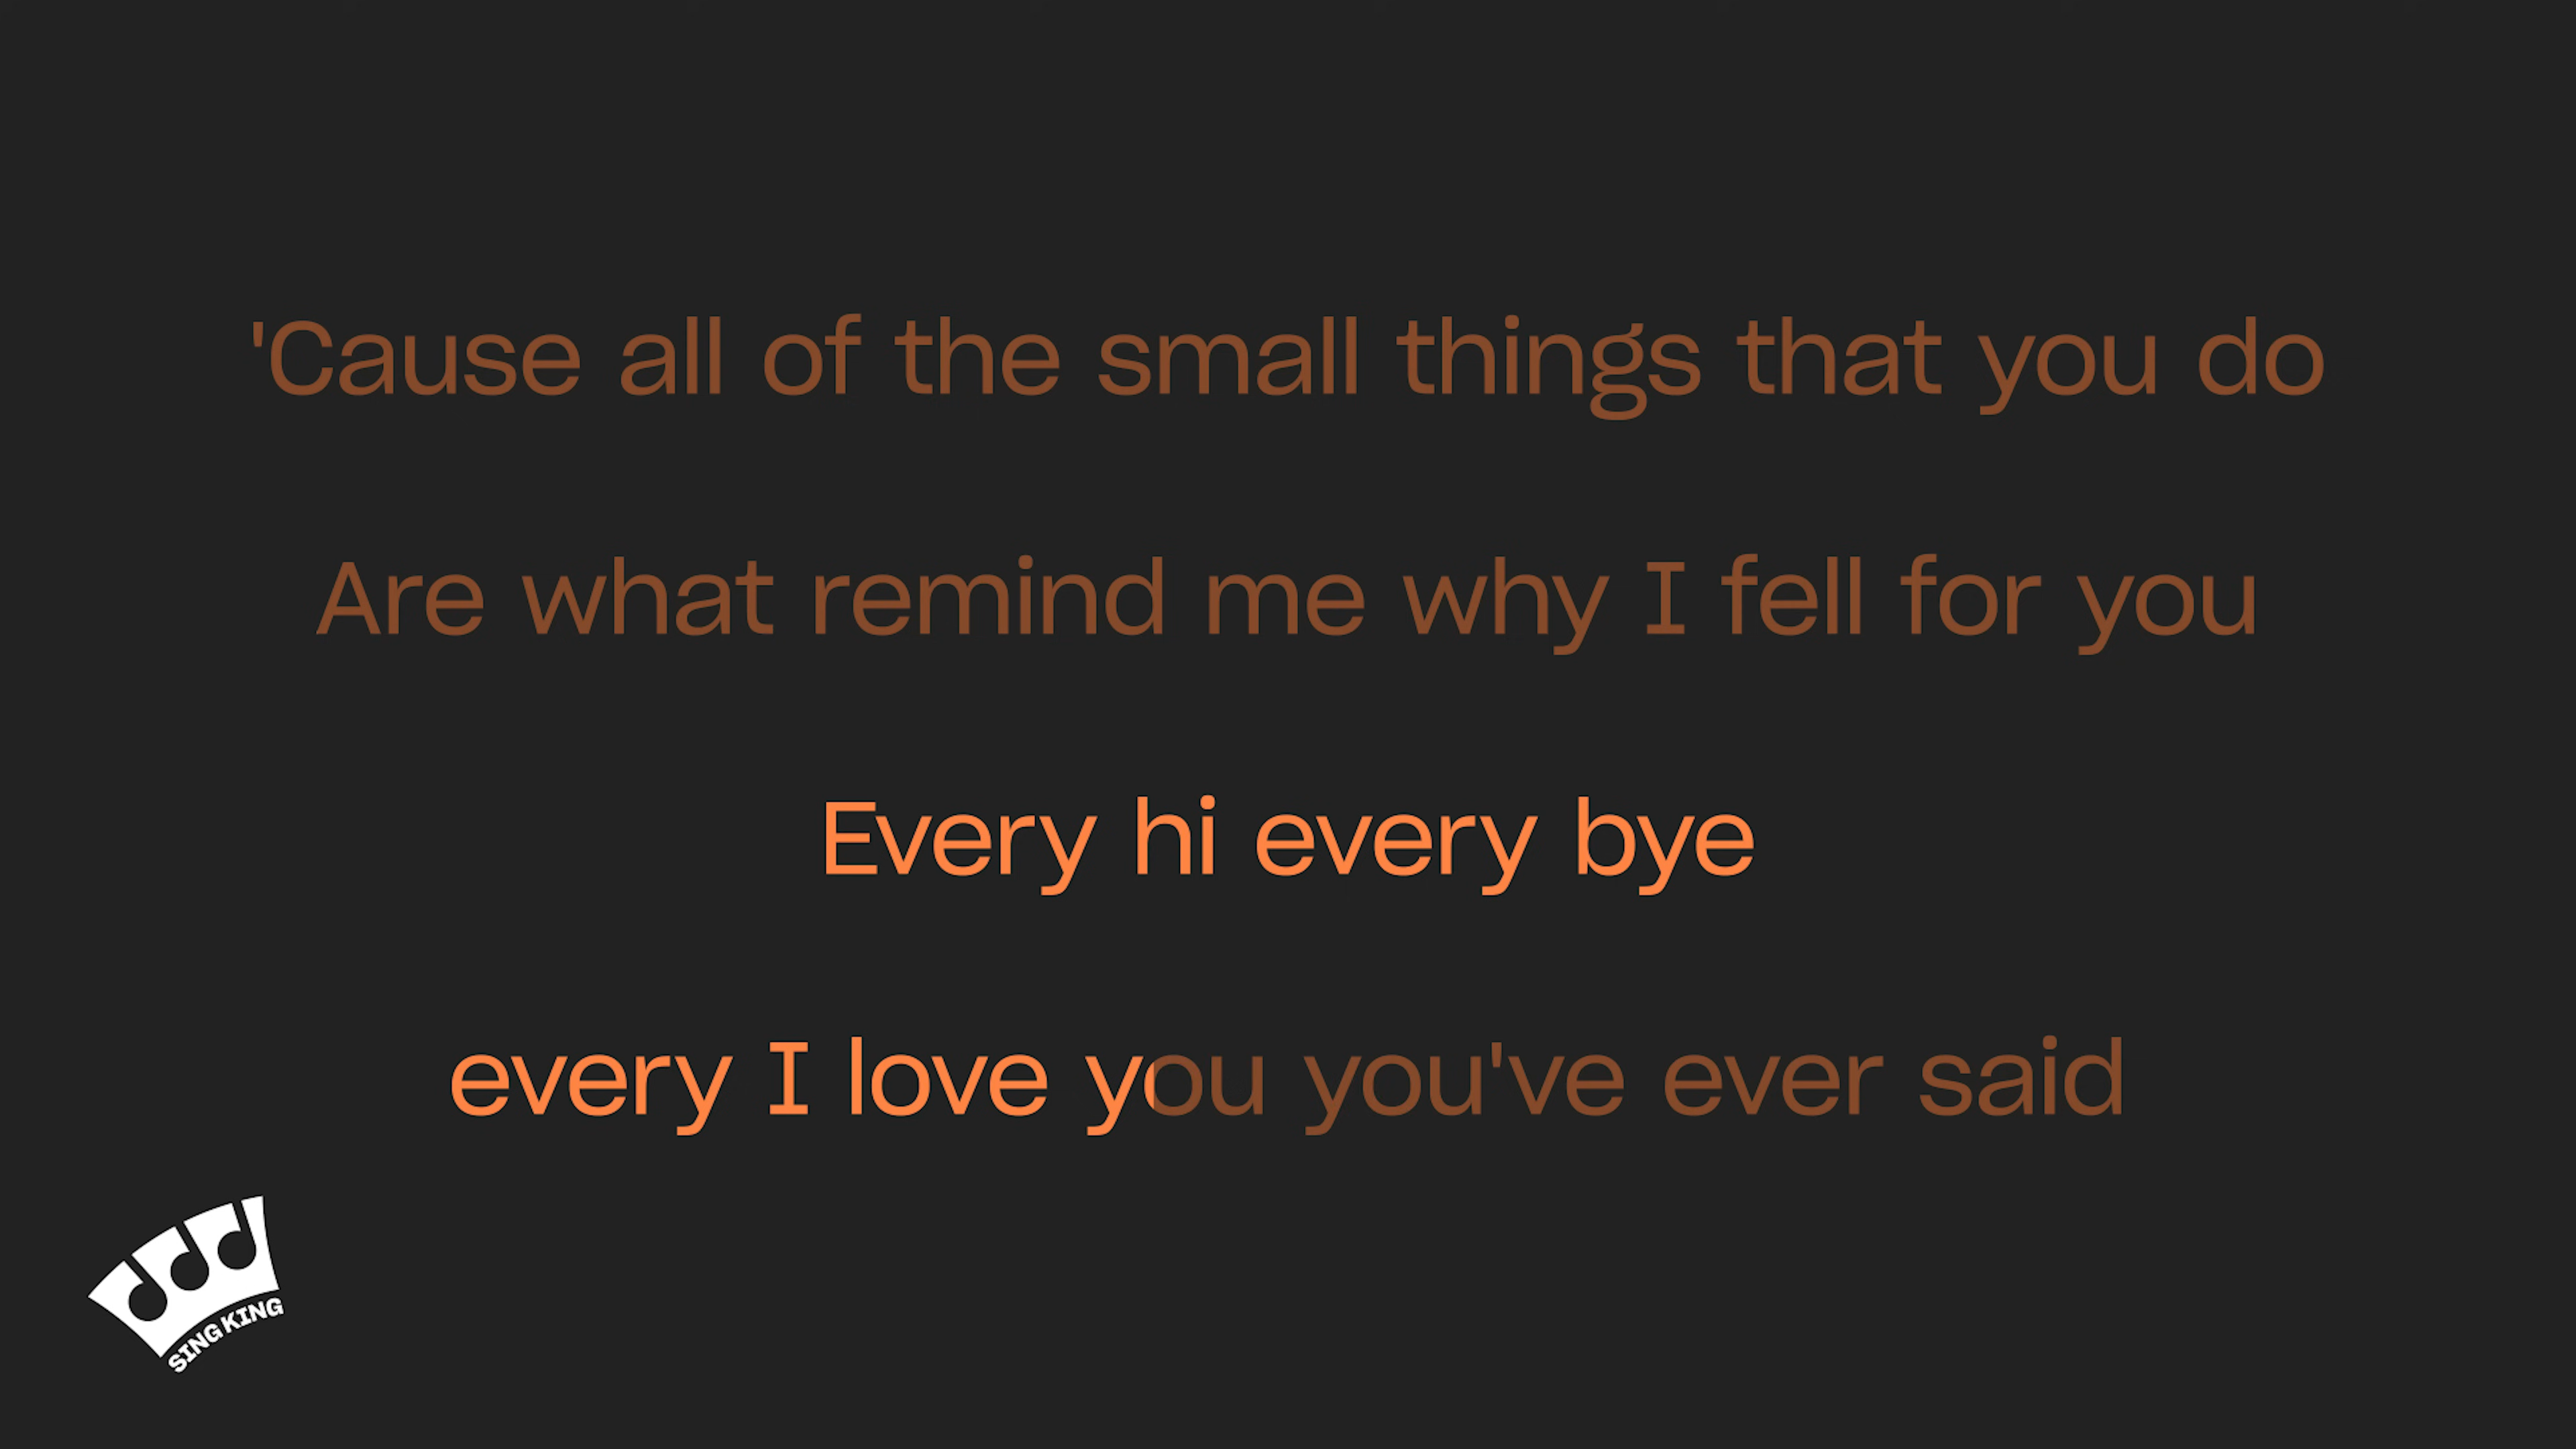 'Cause all of the small things that you do
Are what remind me why I fell for you
Every hi every bye
every I love you you've ever said
SING KING